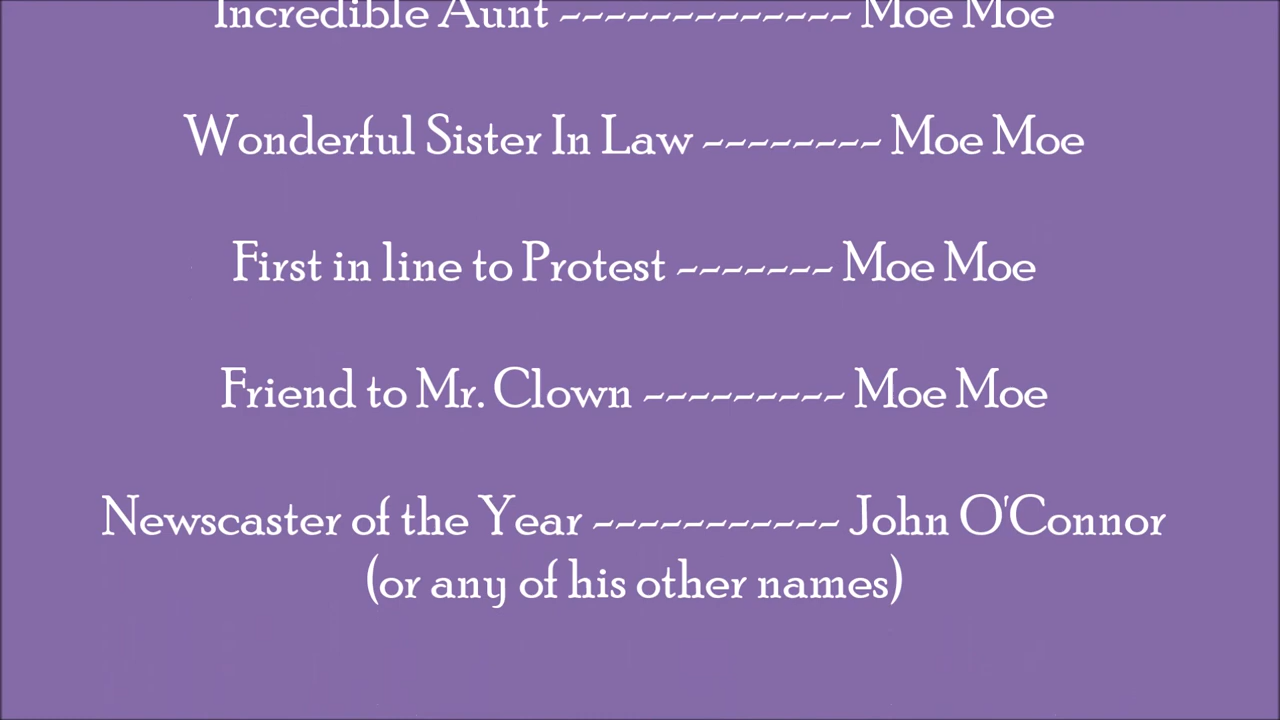 Incredible Aunt ------------- Moe Moe
Wonderful Sister In Law -------- Moe Moe
First in line to Protest ------- Moe Moe
Friend to Mr. Clown --------- Moe Moe
Newscaster of the Year ----------- John O'Connor
(or any of his other names)